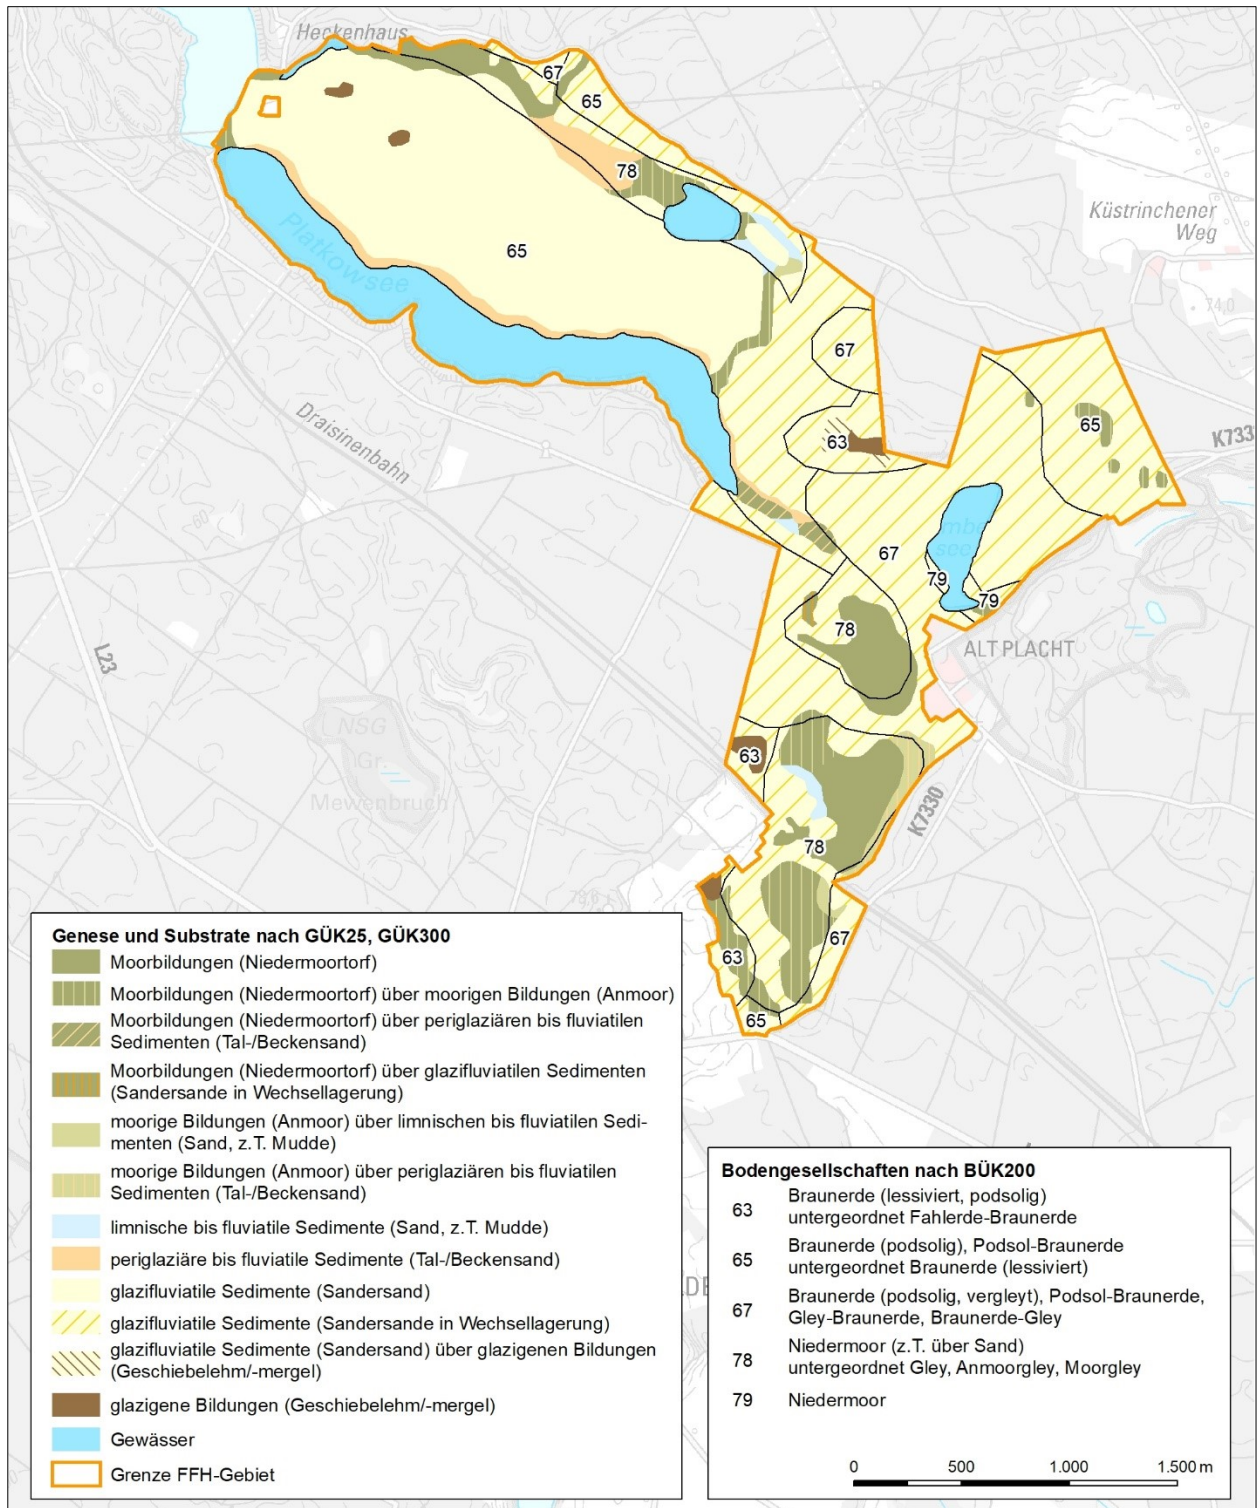 Heckenhaus
67
65
78
Küstrinchener
Weg
74,0
65
Platkowsee
67
65
K733
63
Draisinenbahn
60
67
79
79
78
ALT PLACHT
L23
NSG
Gr.
Mewenbruch
63
K7330
78
67
63
65
Genese und Substrate nach GÜK25, GÜK300
Moorbildungen (Niedermoortorf)
Moorbildungen (Niedermoortorf) über moorigen Bildungen (Anmoor)
Moorbildungen (Niedermoortorf) über periglaziären bis fluviatilen
Sedimenten (Tal-/Beckensand)
Moorbildungen (Niedermoortorf) über glazifluviatilen Sedimenten
(Sandersande in Wechsellagerung)
moorige Bildungen (Anmoor) über limnischen bis fluviatilen Sedi-
menten (Sand, z.T. Mudde)
moorige Bildungen (Anmoor) über periglaziären bis fluviatilen
Sedimenten (Tal-/Beckensand)
limnische bis fluviatile Sedimente (Sand, z.T. Mudde)
periglaziäre bis fluviatile Sedimente (Tal-/Beckensand)
glazifluviatile Sedimente (Sandersand)
glazifluviatile Sedimente (Sandersande in Wechsellagerung)
glazifluviatile Sedimente (Sandersand) über glazigenen Bildungen
(Geschiebelehm/-mergel)
glazigene Bildungen (Geschiebelehm/-mergel)
Gewässer
Grenze FFH-Gebiet
Bodengesellschaften nach BÜK200
63 Braunerde (lessiviert, podsolig)
untergeordnet Fahlerde-Braunerde
65 Braunerde (podsolig), Podsol-Braunerde
untergeordnet Braunerde (lessiviert)
67 Braunerde (podsolig, vergleyt), Podsol-Braunerde,
Gley-Braunerde, Braunerde-Gley
78 Niedermoor (z.T. über Sand)
untergeordnet Gley, Anmoorgley, Moorgley
79 Niedermoor
0 500 1.000 1.500 m